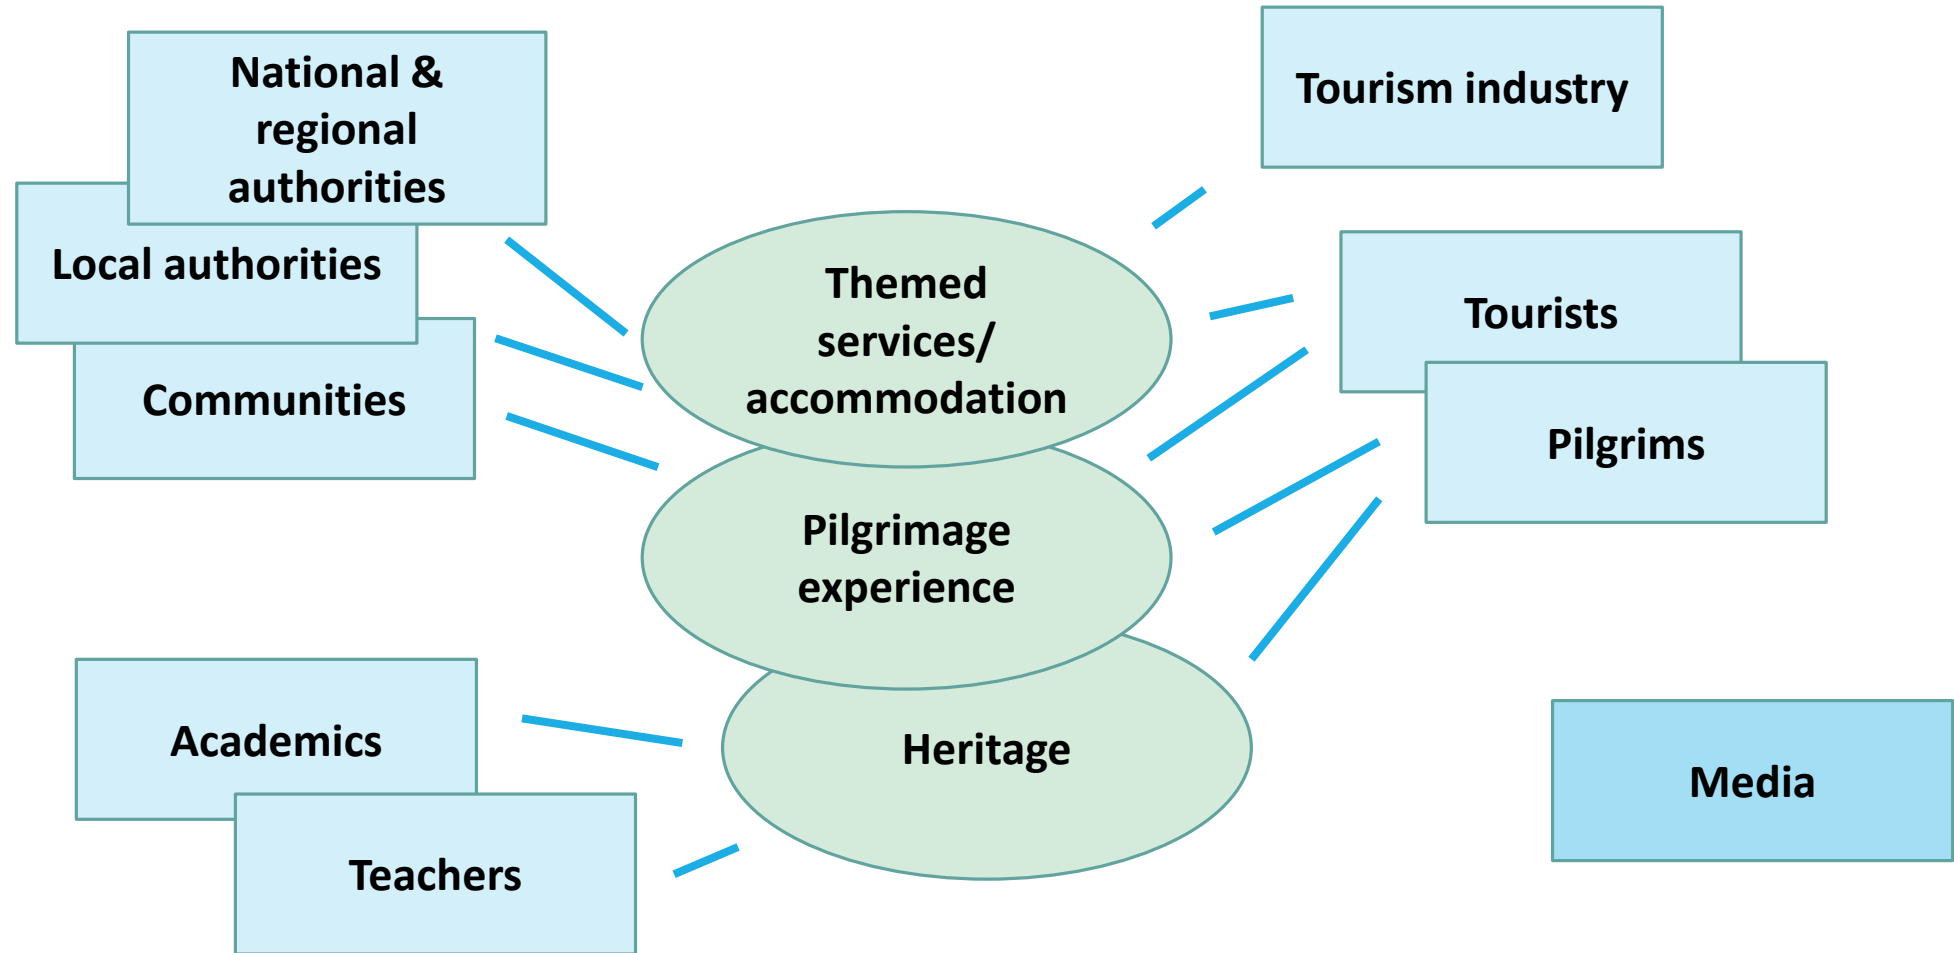 National &
regional
authorities
Local authorities
Communities
Tourism industry
Themed
services/
accommodation
Tourists
Pilgrims
Pilgrimage
experience
Academics
Teachers
Heritage
Media